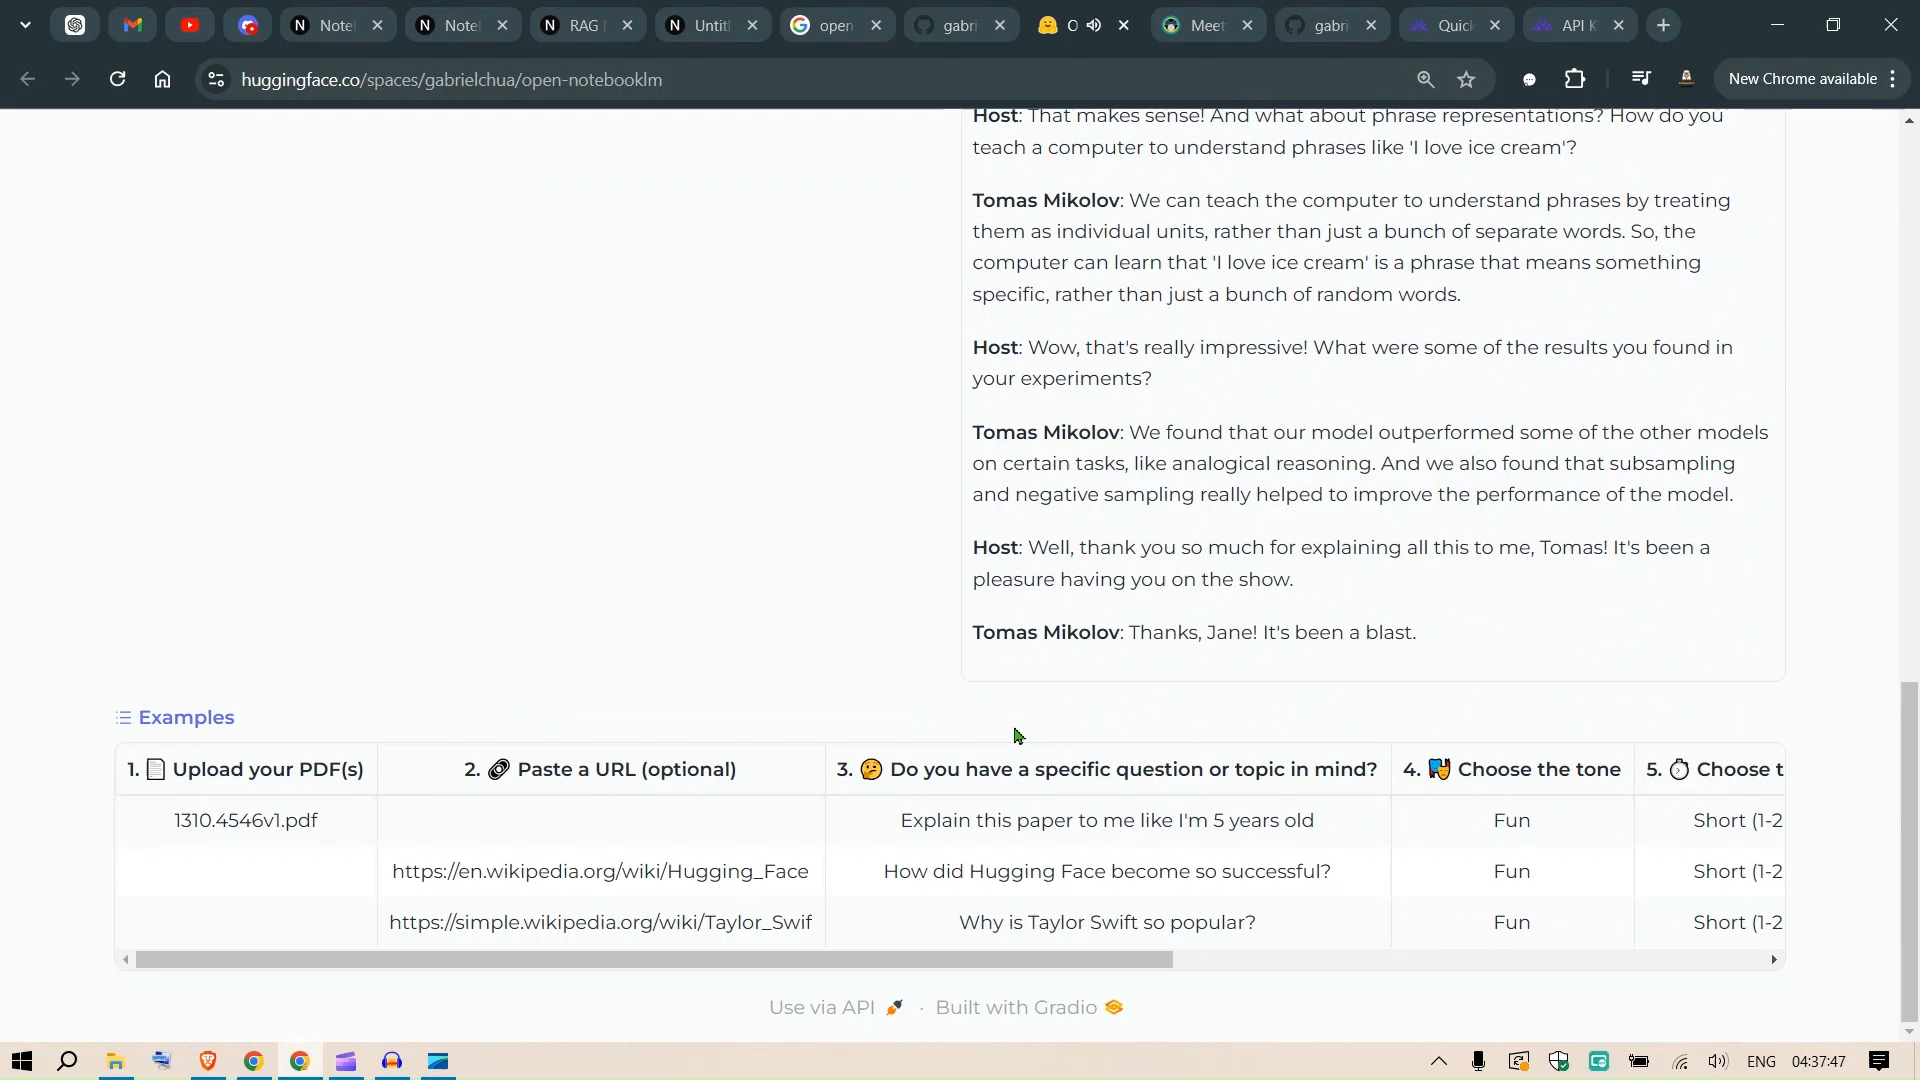 Note
Note
RAG
Untit
open
gabri
O
Meet
gabri
Quick
API K
huggingface.co/spaces/gabrielchua/open-notebooklm
New Chrome available
Host: That makes sense! And what about phrase representations? How do you
teach a computer to understand phrases like 'I love ice cream'?
Tomas Mikolov: We can teach the computer to understand phrases by treating
them as individual units, rather than just a bunch of separate words. So, the
computer can learn that 'I love ice cream' is a phrase that means something
specific, rather than just a bunch of random words.
Host: Wow, that's really impressive! What were some of the results you found in
your experiments?
Tomas Mikolov: We found that our model outperformed some of the other models
on certain tasks, like analogical reasoning. And we also found that subsampling
and negative sampling really helped to improve the performance of the model.
Host: Well, thank you so much for explaining all this to me, Tomas! It's been a
pleasure having you on the show.
Tomas Mikolov: Thanks, Jane! It's been a blast.
Examples
1. 📄 Upload your PDF(s)
2. 🔗 Paste a URL (optional)
3. 🤔 Do you have a specific question or topic in mind?
4. 🎭 Choose the tone
5. ⏱️ Choose t
1310.4546v1.pdf
Explain this paper to me like I'm 5 years old
Fun
Short (1-2
https://en.wikipedia.org/wiki/Hugging_Face
How did Hugging Face become so successful?
Fun
Short (1-2
https://simple.wikipedia.org/wiki/Taylor_Swif
Why is Taylor Swift so popular?
Fun
Short (1-2
Use via API 🚀 · Built with Gradio
ENG
04:37:47